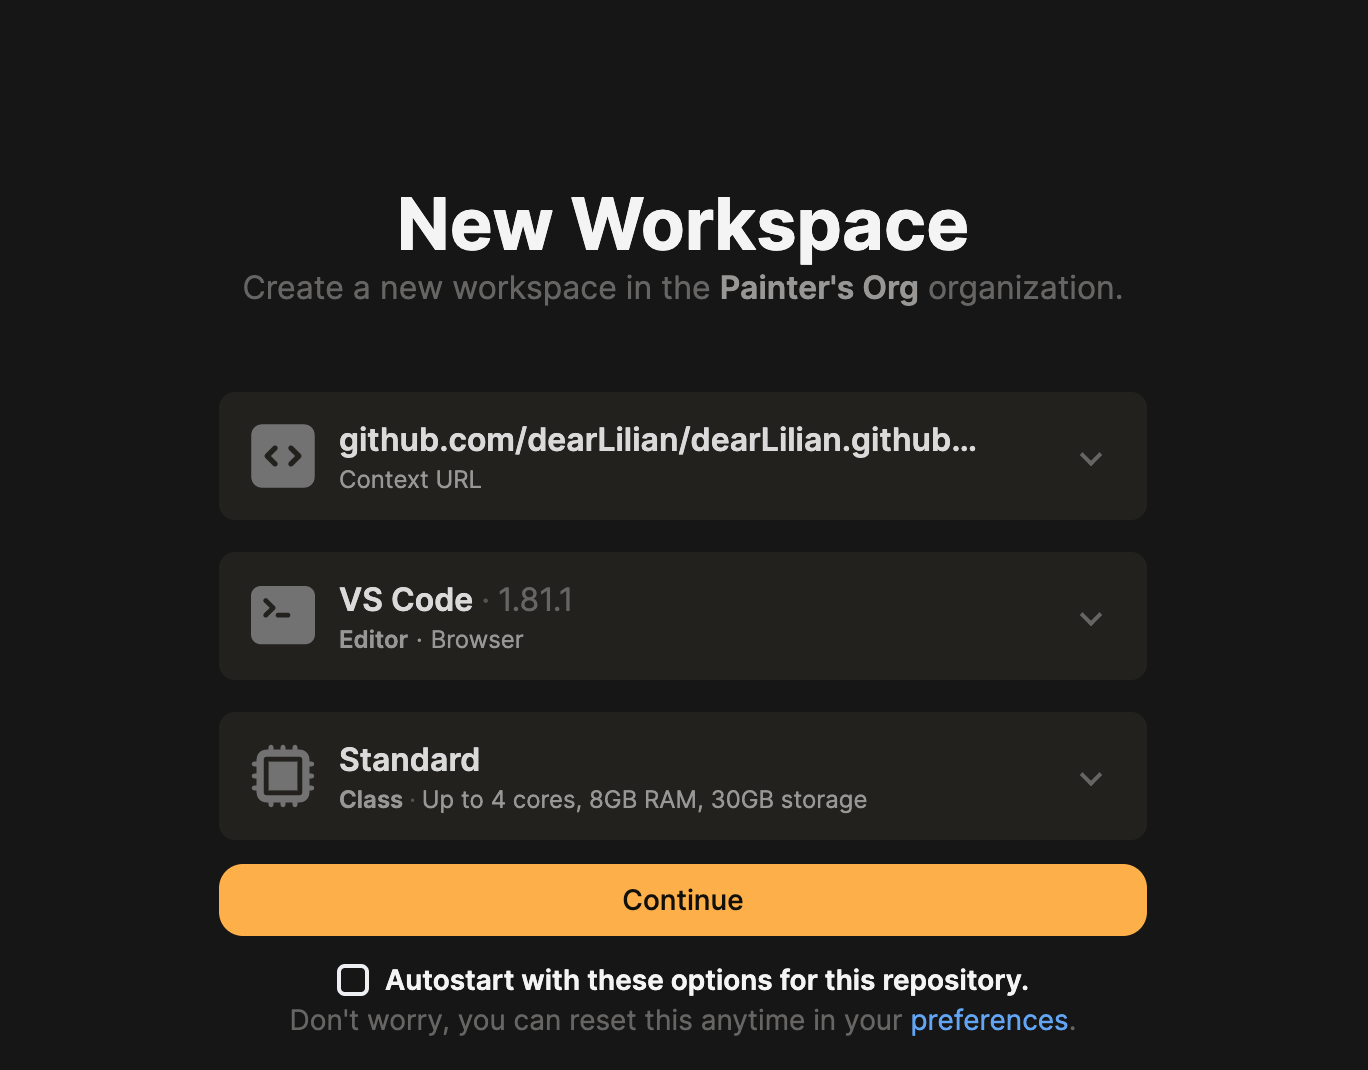 New Workspace
Create a new workspace in the Painter's Org organization.
github.com/dearLilian/dearLilian.github...
Context URL
VS Code · 1.81.1
Editor · Browser
Standard
Class · Up to 4 cores, 8GB RAM, 30GB storage
Continue
Autostart with these options for this repository.
Don't worry, you can reset this anytime in your preferences.